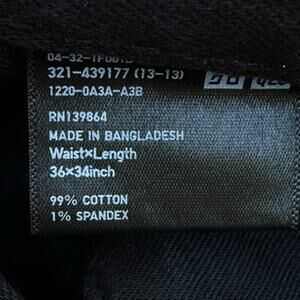 321-439177 (13-13)
1220-0A3A-A3B
RN139864
MADE IN BANGLADESH
Waist×Length
36×34inch
99% COTTON
1% SPANDEX